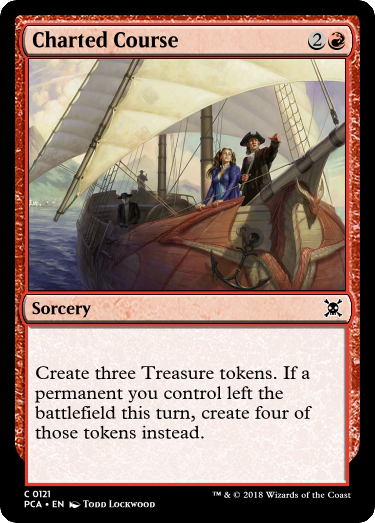 Charted Course 2
Sorcery
Create three Treasure tokens. If a
permanent you control left the
battlefield this turn, create four of
those tokens instead.
C 0121
PCA • EN Todd Lockwood
™ & © 2018 Wizards of the Coast